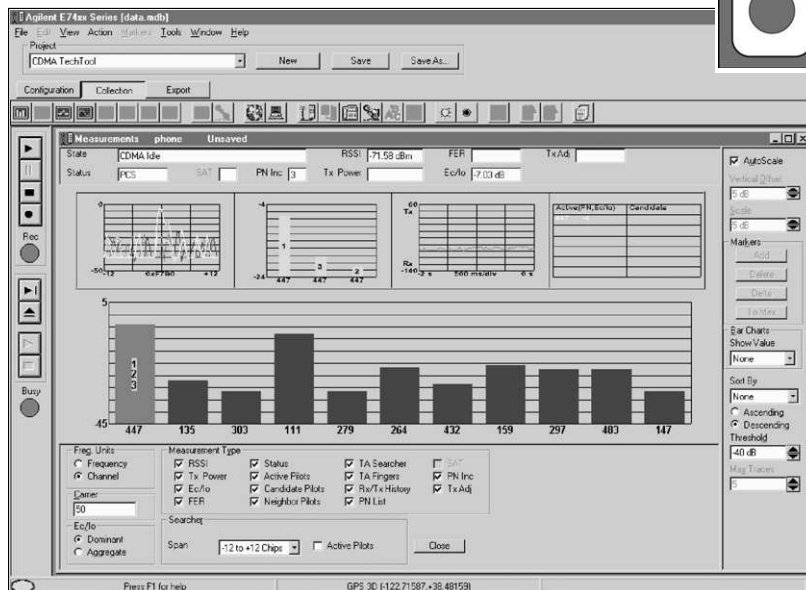 Agilent E74xx Series [data.mdb]
File Edit View Action Markers Tools Window Help
Project
CDMA TechTool
New Save Save As...
Configuration Collection Export
Measurements phone Unsaved
State CDMA Idle RSSI -71.58 dBm FER TxAdj
Status PCS SAT PN Inc 3 Tx Power Ec/Io -7.03 dB
0 -50 -12 0xF7B0 +12
-4 -24 1 3 2 447 447 447
60 Tx Rx -140 -2 s 500 ms/div 0 s
Active(PN,Ec/Io) Candidate
5
1
2
3
-45
447 135 303 111 279 264 432 159 297 403 147
Rec
Busy
AutoScale
Vertical Offset
5 dB
Scale
5 dB
Markers
Add
Delete
Delta
To Max
Bar Charts
Show Value
None
Sort By
None
Ascending
Descending
Threshold
-40 dB
Mag Traces
5
Freq. Units
Frequency
Channel
Carrier
50
Ec/Io
Dominant
Aggregate
Measurement Type
RSSI Status TA Searcher SAT
Tx Power Active Pilots TA Fingers PN Inc
Ec/Io Candidate Pilots Rx/Tx History TxAdj
FER Neighbor Pilots PN List
Searcher
Span -12 to +12 Chips Active Pilots
Close
Press F1 for help GPS 3D (-122.71587,+38.48159)